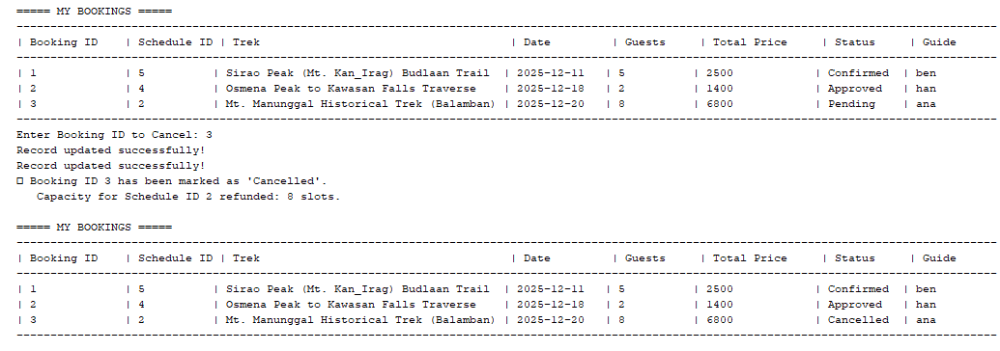 ===== MY BOOKINGS =====
---------------------------------------------------------------------------------------------------------------------------------------------------
| Booking ID    | Schedule ID | Trek                                     | Date         | Guests     | Total Price     | Status     | Guide
---------------------------------------------------------------------------------------------------------------------------------------------------
| 1             | 5           | Sirao Peak (Mt. Kan_Irag) Budlaan Trail  | 2025-12-11   | 5          | 2500            | Confirmed  | ben
| 2             | 4           | Osmena Peak to Kawasan Falls Traverse    | 2025-12-18   | 2          | 1400            | Approved   | han
| 3             | 2           | Mt. Manunggal Historical Trek (Balamban) | 2025-12-20   | 8          | 6800            | Pending    | ana
---------------------------------------------------------------------------------------------------------------------------------------------------
Enter Booking ID to Cancel: 3
Record updated successfully!
Record updated successfully!
□ Booking ID 3 has been marked as 'Cancelled'.
   Capacity for Schedule ID 2 refunded: 8 slots.
===== MY BOOKINGS =====
---------------------------------------------------------------------------------------------------------------------------------------------------
| Booking ID    | Schedule ID | Trek                                     | Date         | Guests     | Total Price     | Status     | Guide
---------------------------------------------------------------------------------------------------------------------------------------------------
| 1             | 5           | Sirao Peak (Mt. Kan_Irag) Budlaan Trail  | 2025-12-11   | 5          | 2500            | Confirmed  | ben
| 2             | 4           | Osmena Peak to Kawasan Falls Traverse    | 2025-12-18   | 2          | 1400            | Approved   | han
| 3             | 2           | Mt. Manunggal Historical Trek (Balamban) | 2025-12-20   | 8          | 6800            | Cancelled  | ana
---------------------------------------------------------------------------------------------------------------------------------------------------